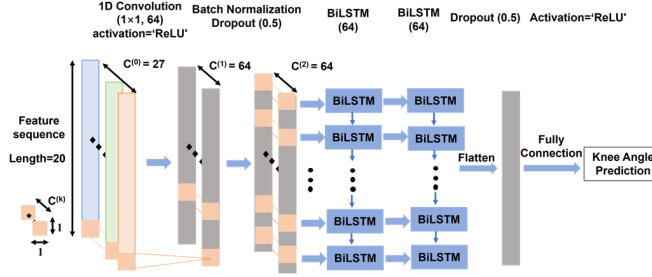 1D Convolution
(1×1, 64)
activation='ReLU'
Batch Normalization
Dropout (0.5)
BiLSTM
(64)
BiLSTM
(64)
Dropout (0.5)
Activation='ReLU'
C(0) = 27
C(1) = 64
C(2) = 64
Feature
sequence
Length=20
C(k)
1
1
BiLSTM
BiLSTM
BiLSTM
BiLSTM
BiLSTM
BiLSTM
BiLSTM
BiLSTM
Flatten
Fully
Connection
Knee Angle
Prediction